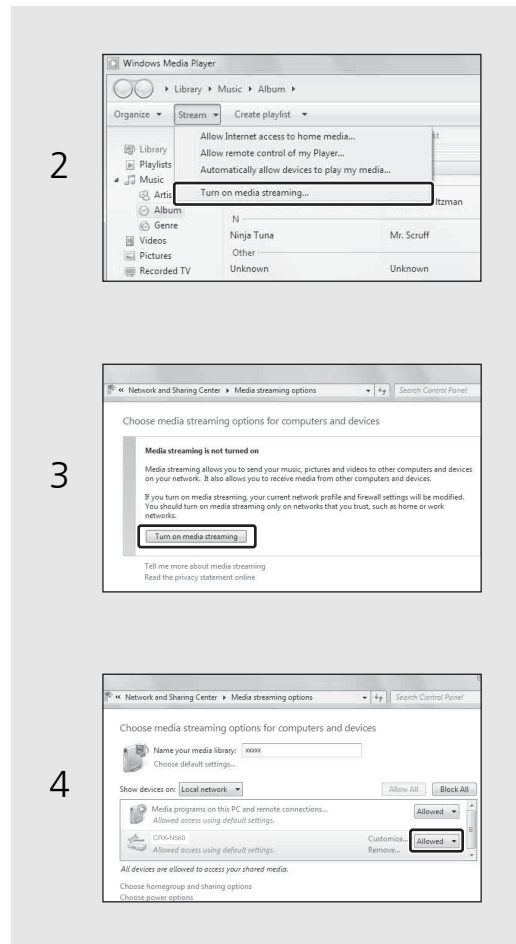 2
Windows Media Player
Library ▸ Music ▸ Album ▸
Organize ▾ Stream ▾ Create playlist ▾
Allow Internet access to home media...
Allow remote control of my Player...
Automatically allow devices to play my media...
Turn on media streaming...
Library
Playlists
Music
Artis
Album
Genre
Videos
Pictures
Recorded TV
st
ltzman
N
Ninja Tuna Mr. Scruff
Other
Unknown Unknown
3
« Network and Sharing Center ▸ Media streaming options Search Control Panel
Choose media streaming options for computers and devices
Media streaming is not turned on
Media streaming allows you to send your music, pictures and videos to other computers and devices
on your network. It also allows you to receive media from other computers and devices.
If you turn on media streaming, your current network profile and firewall settings will be modified.
You should turn on media streaming only on networks that you trust, such as home or work
networks.
Turn on media streaming
Tell me more about media streaming
Read the privacy statement online
4
« Network and Sharing Center ▸ Media streaming options Search Control Panel
Choose media streaming options for computers and devices
Name your media library: xxxxx
Choose default settings...
Show devices on: Local network ▾ Allow All Block All
Media programs on this PC and remote connections... Allowed ▾
Allowed access using default settings.
CRX-N560 Customize... Allowed ▾
Allowed access using default settings. Remove...
All devices are allowed to access your shared media.
Choose homegroup and sharing options
Choose power options